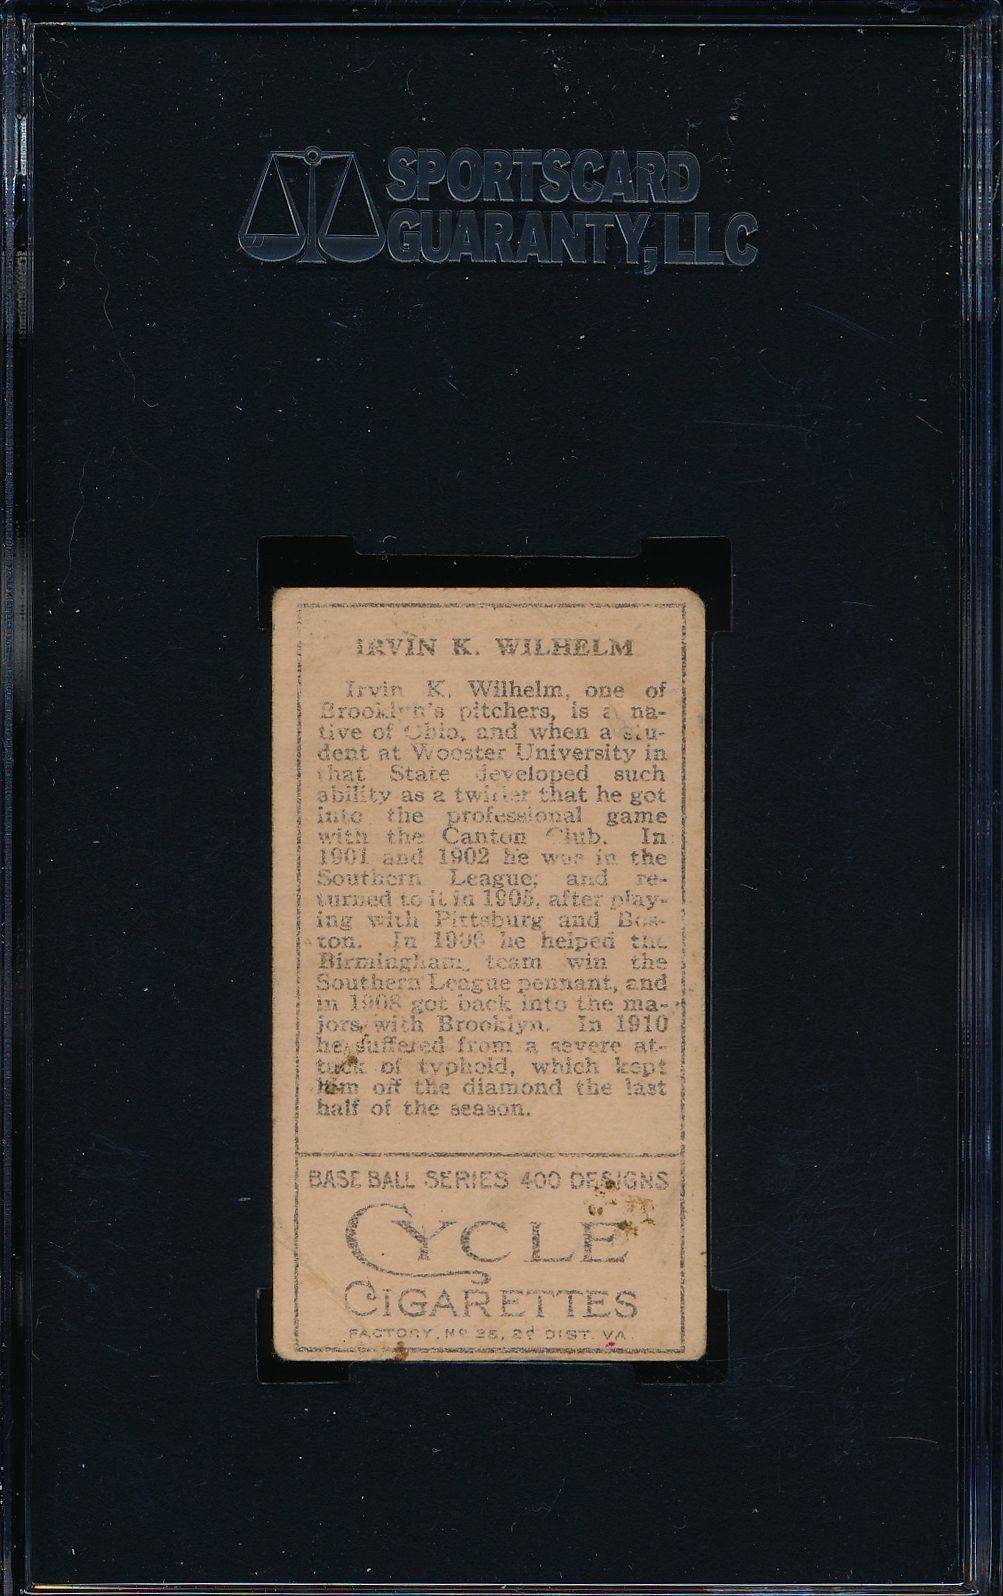 SPORTSCARD
GUARANTY, LLC
IRVIN K. WILHELM
Irvin K. Wilhelm, one of
Brooklyn's pitchers, is a na-
tive of Ohio, and when a stu-
dent at Wooster University in
that State developed such
ability as a twirler that he got
into the professional game
with the Canton Club. In
1901 and 1902 he was in the
Southern League; and re-
turned to it in 1905, after play-
ing with Pittsburg and Bos-
ton. In 1906 he helped the
Birmingham team win the
Southern League pennant, and
in 1908 got back into the ma-
jors with Brooklyn. In 1910
he suffered from a severe at-
tack of typhoid, which kept
him off the diamond the last
half of the season.
BASE BALL SERIES 400 DESIGNS
CYCLE
CIGARETTES
FACTORY Nº 25, 2d DIST. VA.